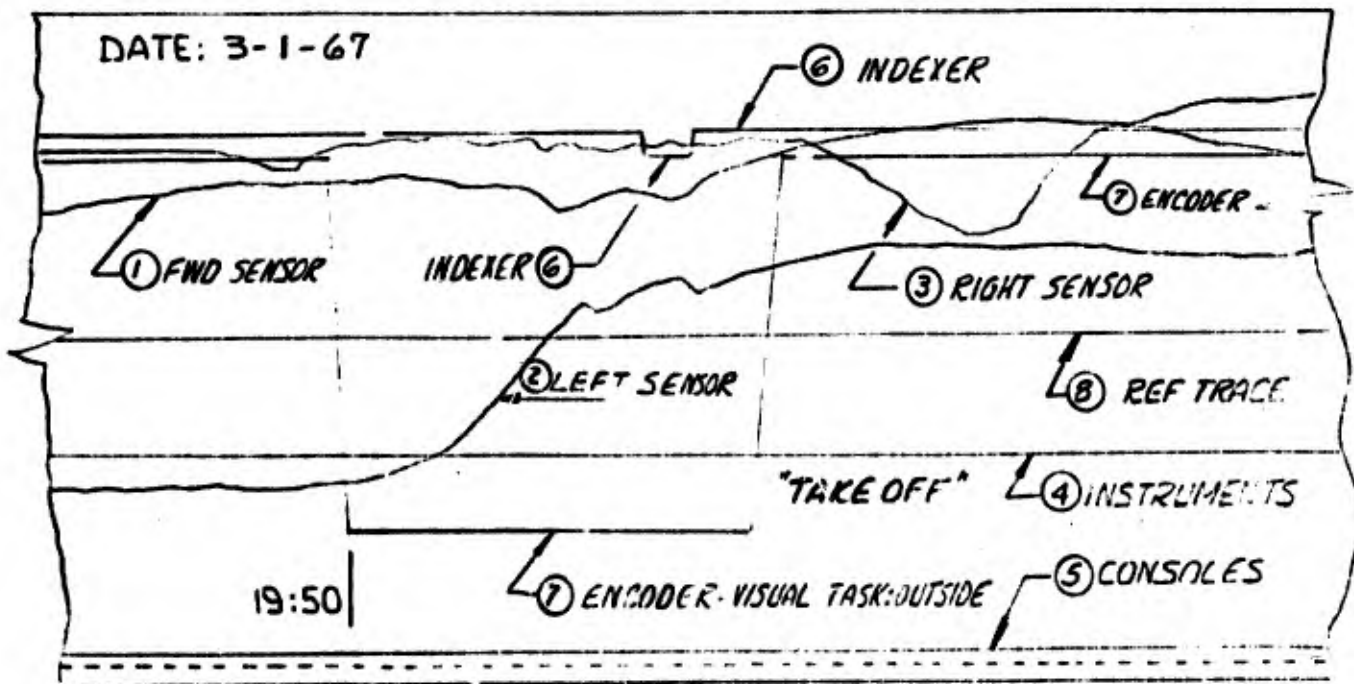 DATE: 3-1-67
⑥ INDEXER
⑦ ENCODER
① FWD SENSOR
INDEXER ⑥
③ RIGHT SENSOR
② LEFT SENSOR
⑧ REF TRACE
"TAKE OFF"
④ INSTRUMENTS
19:50
⑦ ENCODER-VISUAL TASK:OUTSIDE
⑤ CONSOLES